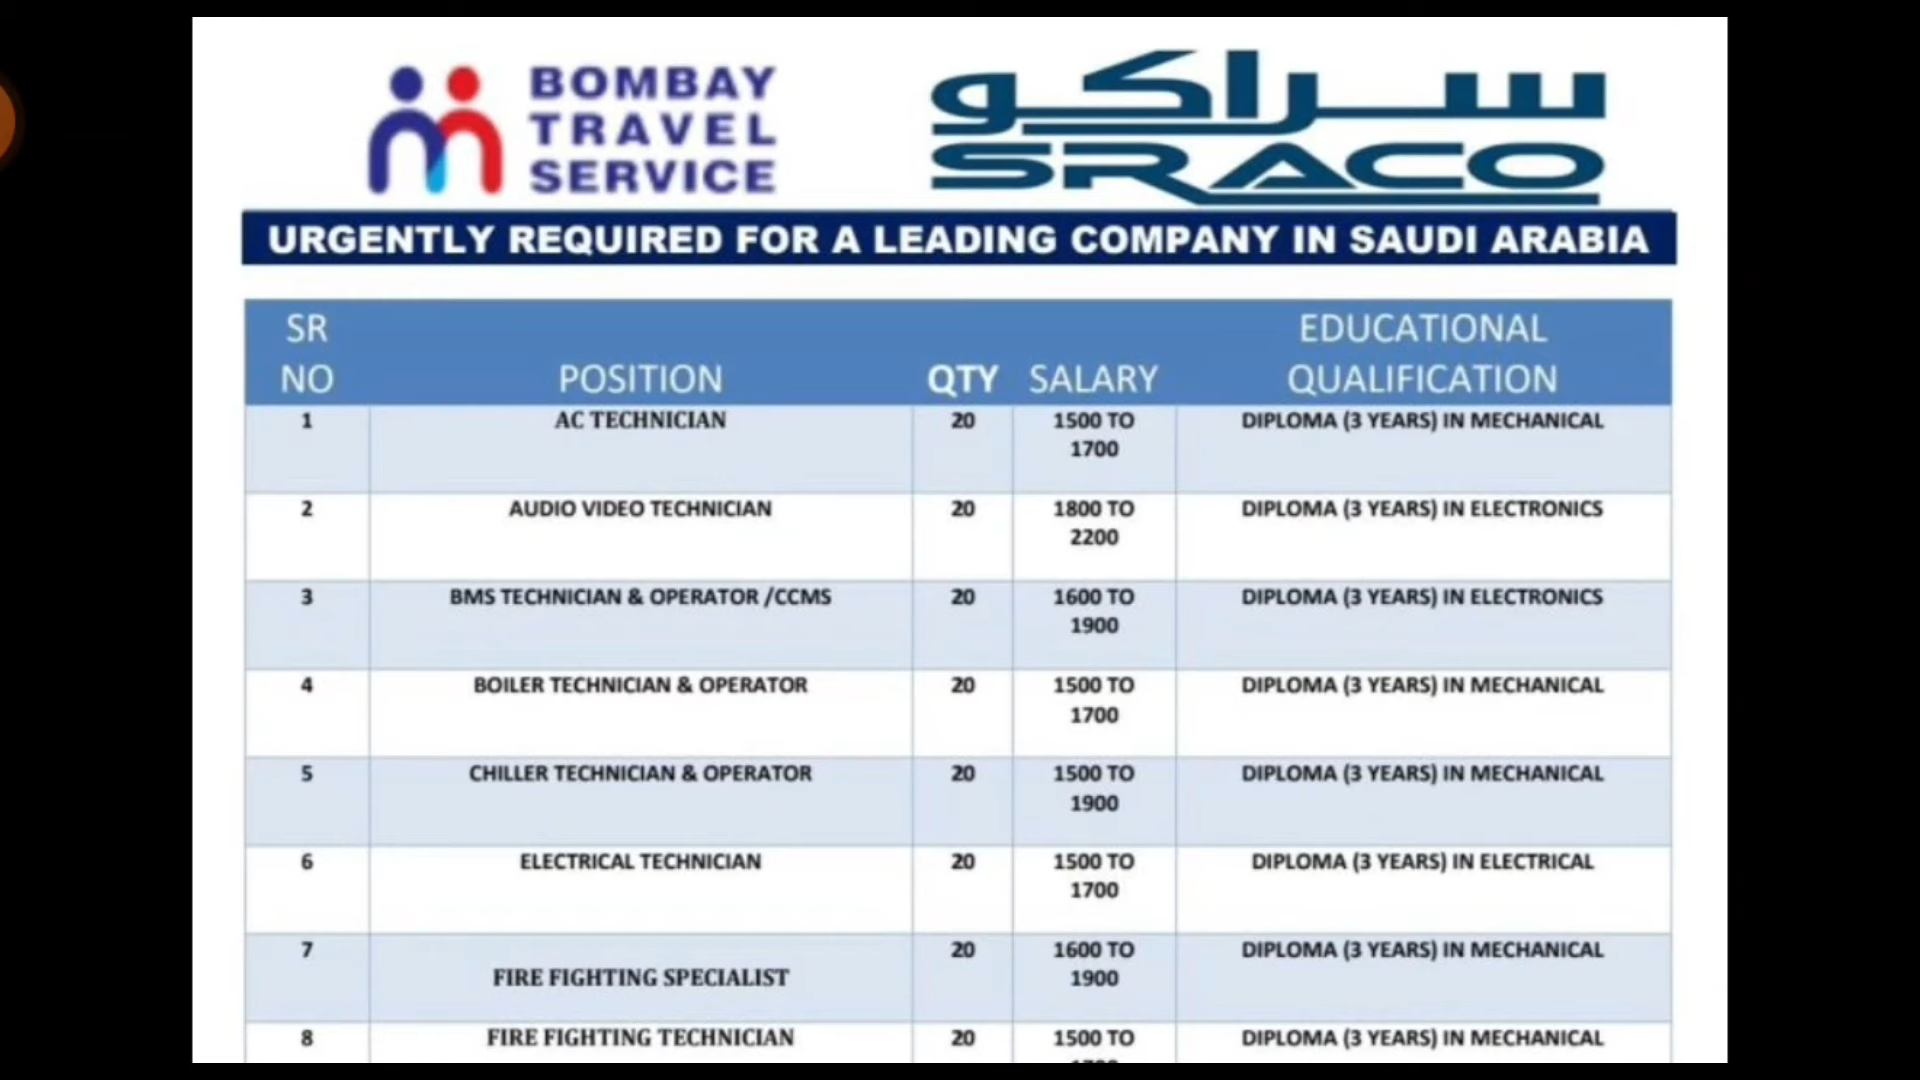 BOMBAY
TRAVEL
SERVICE
سراكو
SRACO
URGENTLY REQUIRED FOR A LEADING COMPANY IN SAUDI ARABIA
SR NO POSITION QTY SALARY EDUCATIONAL QUALIFICATION
1 AC TECHNICIAN 20 1500 TO 1700 DIPLOMA (3 YEARS) IN MECHANICAL
2 AUDIO VIDEO TECHNICIAN 20 1800 TO 2200 DIPLOMA (3 YEARS) IN ELECTRONICS
3 BMS TECHNICIAN & OPERATOR /CCMS 20 1600 TO 1900 DIPLOMA (3 YEARS) IN ELECTRONICS
4 BOILER TECHNICIAN & OPERATOR 20 1500 TO 1700 DIPLOMA (3 YEARS) IN MECHANICAL
5 CHILLER TECHNICIAN & OPERATOR 20 1500 TO 1900 DIPLOMA (3 YEARS) IN MECHANICAL
6 ELECTRICAL TECHNICIAN 20 1500 TO 1700 DIPLOMA (3 YEARS) IN ELECTRICAL
7 FIRE FIGHTING SPECIALIST 20 1600 TO 1900 DIPLOMA (3 YEARS) IN MECHANICAL
8 FIRE FIGHTING TECHNICIAN 20 1500 TO DIPLOMA (3 YEARS) IN MECHANICAL